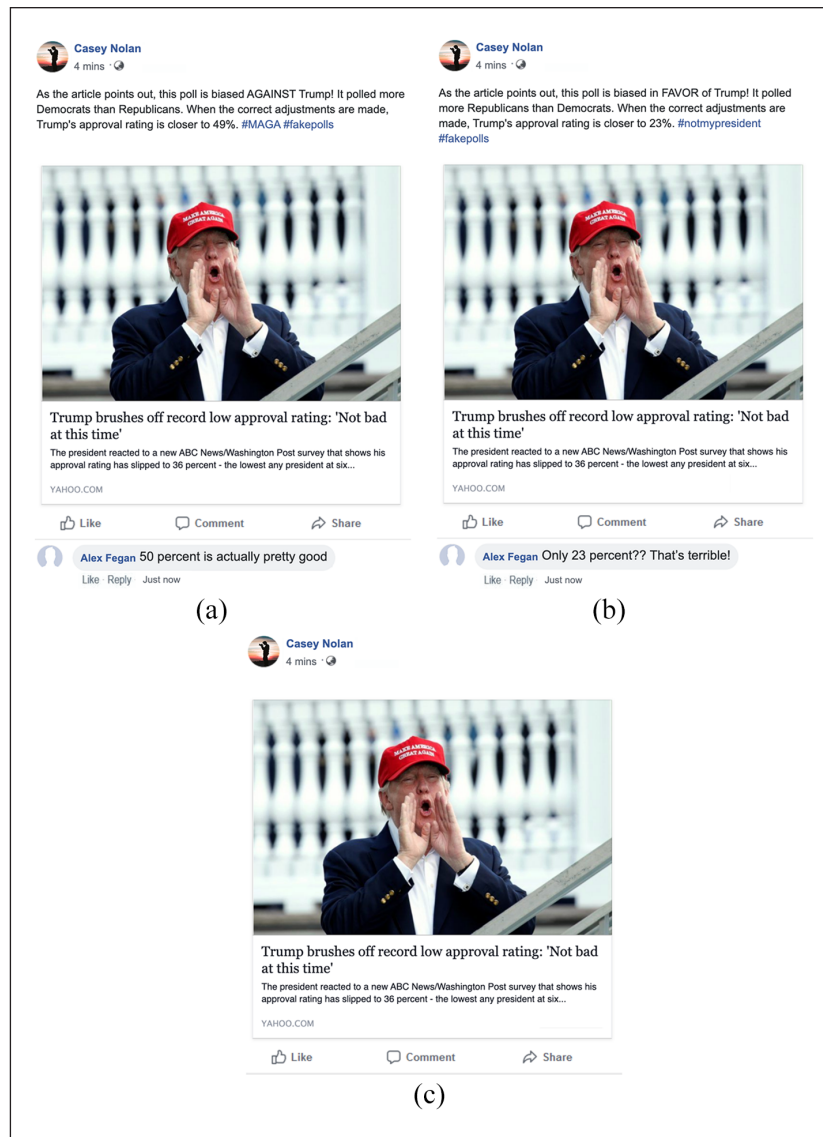 Casey Nolan
4 mins ·
As the article points out, this poll is biased AGAINST Trump! It polled more
Democrats than Republicans. When the correct adjustments are made,
Trump's approval rating is closer to 49%. #MAGA #fakepolls
MAKE AMERICA
GREAT AGAIN
Trump brushes off record low approval rating: 'Not bad
at this time'
The president reacted to a new ABC News/Washington Post survey that shows his
approval rating has slipped to 36 percent - the lowest any president at six...
YAHOO.COM
Like Comment Share
Alex Fegan 50 percent is actually pretty good
Like · Reply Just now
(a)
Casey Nolan
4 mins ·
As the article points out, this poll is biased in FAVOR of Trump! It polled
more Republicans than Democrats. When the correct adjustments are
made, Trump's approval rating is closer to 23%. #notmypresident
#fakepolls
MAKE AMERICA
GREAT AGAIN
Trump brushes off record low approval rating: 'Not bad
at this time'
The president reacted to a new ABC News/Washington Post survey that shows his
approval rating has slipped to 36 percent - the lowest any president at six...
YAHOO.COM
Like Comment Share
Alex Fegan Only 23 percent?? That's terrible!
Like · Reply Just now
(b)
Casey Nolan
4 mins ·
MAKE AMERICA
GREAT AGAIN
Trump brushes off record low approval rating: 'Not bad
at this time'
The president reacted to a new ABC News/Washington Post survey that shows his
approval rating has slipped to 36 percent - the lowest any president at six...
YAHOO.COM
Like Comment Share
(c)